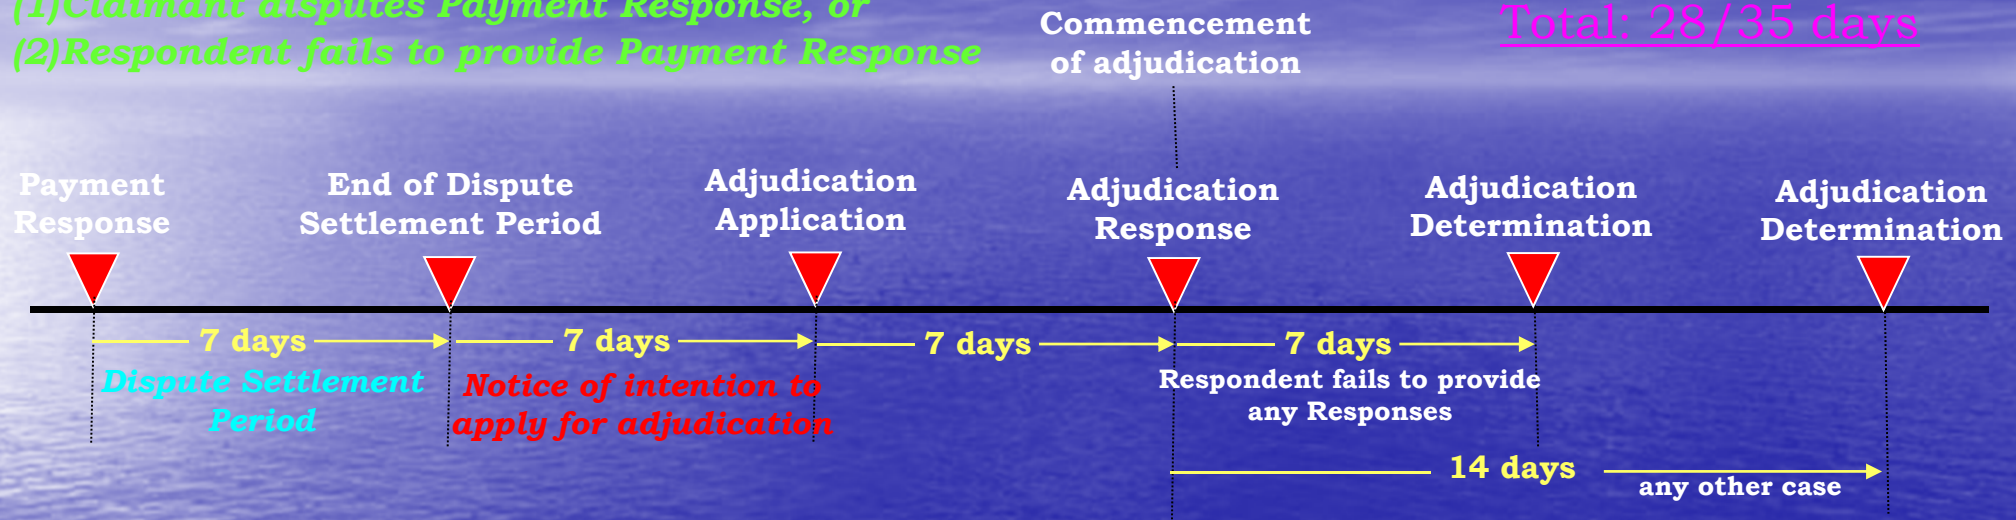 (1)Claimant disputes Payment Response, or
(2)Respondent fails to provide Payment Response
Commencement
of adjudication
Total: 28/35 days
Payment
Response
End of Dispute
Settlement Period
Adjudication
Application
Adjudication
Response
Adjudication
Determination
Adjudication
Determination
7 days
7 days
7 days
7 days
Dispute Settlement
Period
Notice of intention to
apply for adjudication
Respondent fails to provide
any Responses
14 days
any other case